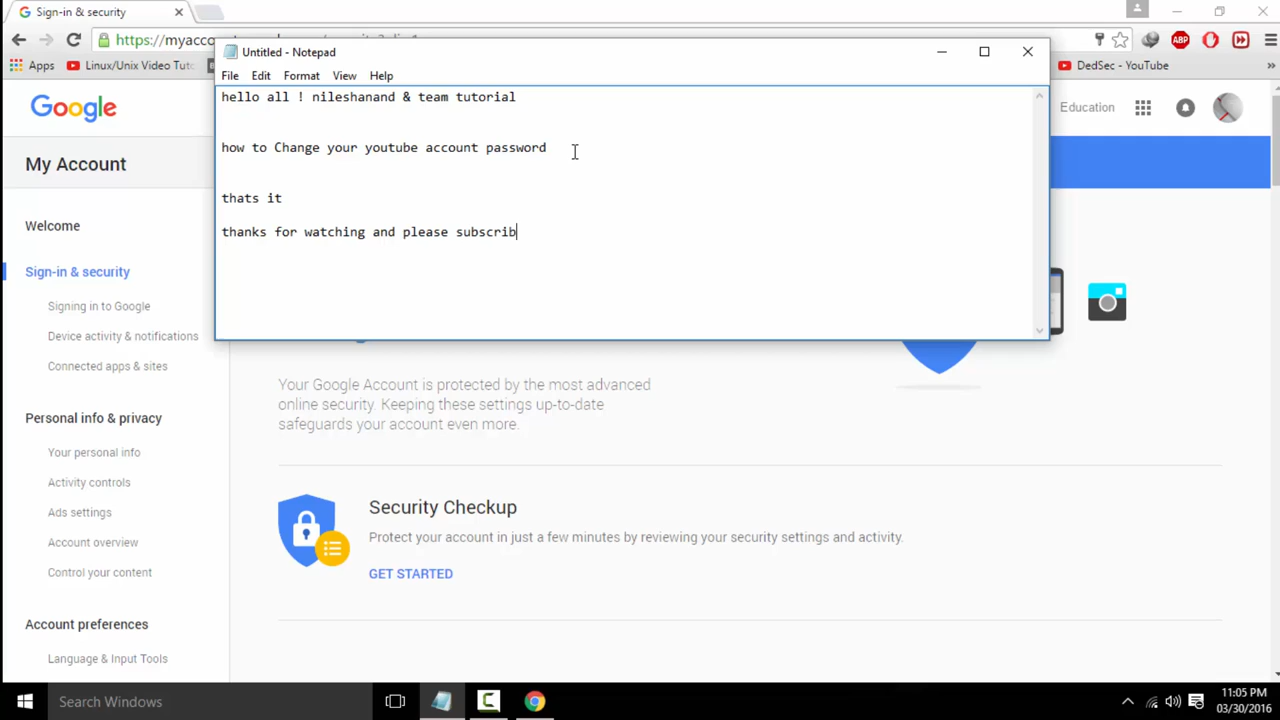 Sign-in & security
https://myacco
Apps
Linux/Unix Video Tuto
DedSec - YouTube
Untitled - Notepad
File Edit Format View Help
hello all ! nileshanand & team tutorial
how to Change your youtube account password
thats it
thanks for watching and please subscrib
Google
Education
My Account
Welcome
Sign-in & security
Signing in to Google
Device activity & notifications
Connected apps & sites
Personal info & privacy
Your personal info
Activity controls
Ads settings
Account overview
Control your content
Account preferences
Language & Input Tools
Your Google Account is protected by the most advanced
online security. Keeping these settings up-to-date
safeguards your account even more.
Security Checkup
Protect your account in just a few minutes by reviewing your security settings and activity.
GET STARTED
ABP
Search Windows
11:05 PM
03/30/2016